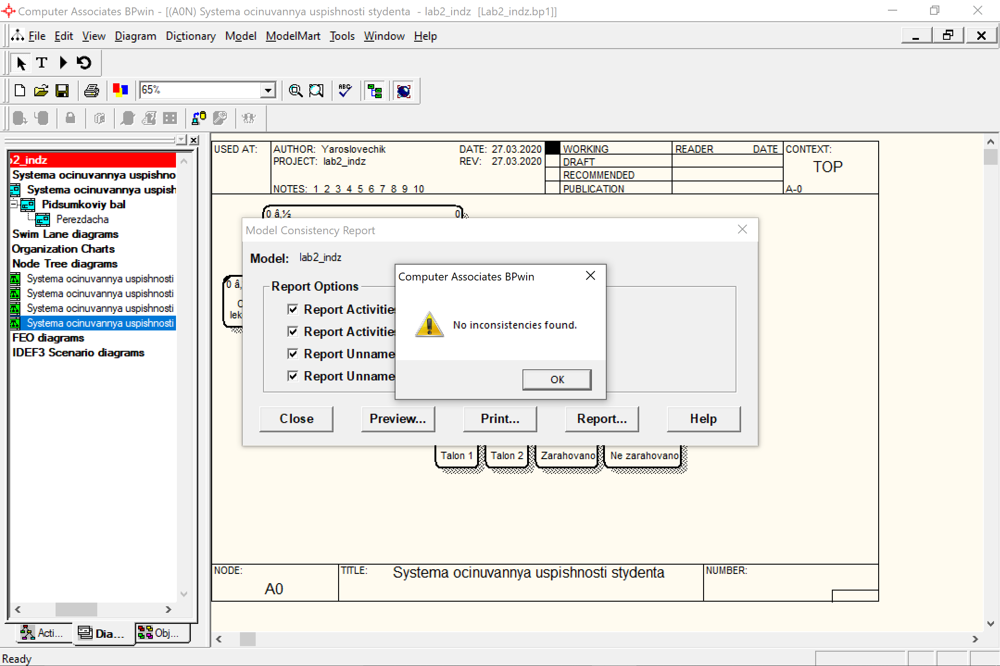 Computer Associates BPwin - [(A0N) Systema ocinuvannya uspishnosti stydenta - lab2_indz [Lab2_indz.bp1]]
File Edit View Diagram Dictionary Model ModelMart Tools Window Help
T
65%
ABC
b2_indz
Systema ocinuvannya uspishno
Systema ocinuvannya uspish
Pidsumkoviy bal
Perezdacha
Swim Lane diagrams
Organization Charts
Node Tree diagrams
Systema ocinuvannya uspishnosti
Systema ocinuvannya uspishnosti
Systema ocinuvannya uspishnosti
Systema ocinuvannya uspishnosti
FEO diagrams
IDEF3 Scenario diagrams
Acti...
Dia...
Obj...
USED AT:
AUTHOR: Yaroslovechik
DATE: 27.03.2020
PROJECT: lab2_indz
REV: 27.03.2020
NOTES: 1 2 3 4 5 6 7 8 9 10
WORKING
DRAFT
RECOMMENDED
PUBLICATION
READER DATE
CONTEXT:
TOP
A-0
0 â‚½ 0
0 â‚
lek
Model Consistency Report
Model: lab2_indz
Report Options
Report Activitie
Report Activitie
Report Unname
Report Unname
Computer Associates BPwin
No inconsistencies found.
OK
Close
Preview...
Print...
Report...
Help
Talon 1
Talon 2
Zarahovano
Ne zarahovano
NODE:
A0
TITLE:
Systema ocinuvannya uspishnosti stydenta
NUMBER:
Ready